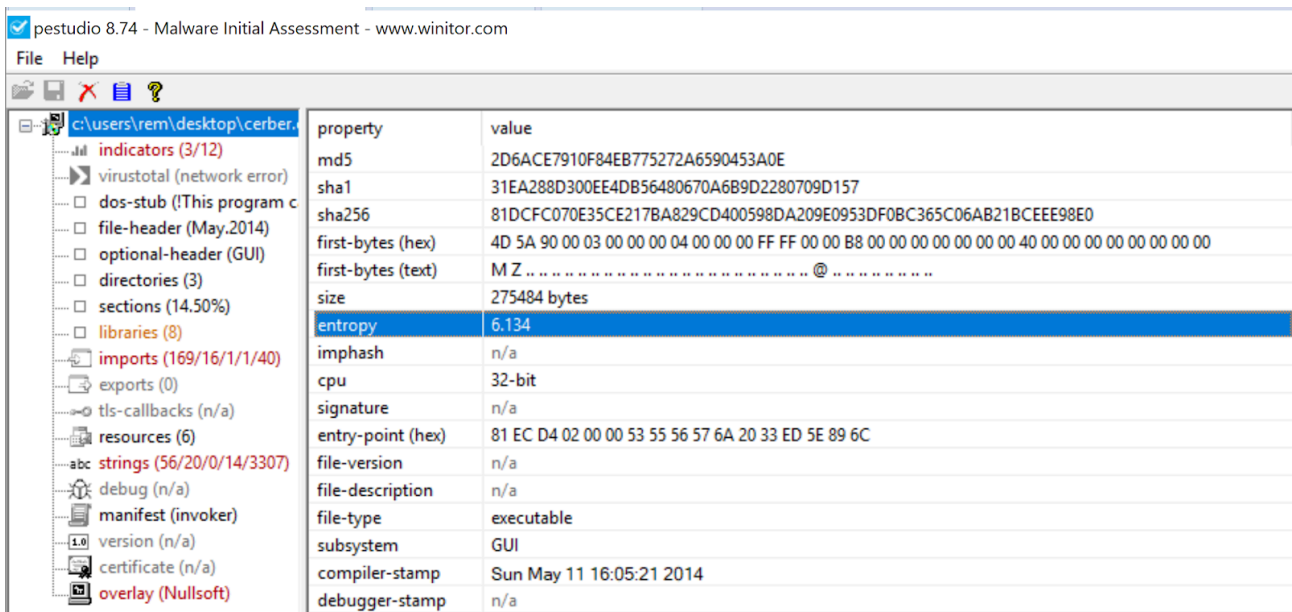 pestudio 8.74 - Malware Initial Assessment - www.winitor.com
File Help
c:\users\rem\desktop\cerber.
indicators (3/12)
virustotal (network error)
dos-stub (!This program c
file-header (May.2014)
optional-header (GUI)
directories (3)
sections (14.50%)
libraries (8)
imports (169/16/1/1/40)
exports (0)
tls-callbacks (n/a)
resources (6)
abc strings (56/20/0/14/3307)
debug (n/a)
manifest (invoker)
1.0 version (n/a)
certificate (n/a)
overlay (Nullsoft)
property value
md5 2D6ACE7910F84EB775272A6590453A0E
sha1 31EA288D300EE4DB56480670A6B9D2280709D157
sha256 81DCFC070E35CE217BA829CD400598DA209E0953DF0BC365C06AB21BCEEE98E0
first-bytes (hex) 4D 5A 90 00 03 00 00 00 04 00 00 00 FF FF 00 00 B8 00 00 00 00 00 00 00 40 00 00 00 00 00 00 00
first-bytes (text) M Z .. .. .. .. .. .. .. .. .. .. .. .. .. .. .. .. .. .. .. .. .. .. @ .. .. .. .. .. .. ..
size 275484 bytes
entropy 6.134
imphash n/a
cpu 32-bit
signature n/a
entry-point (hex) 81 EC D4 02 00 00 53 55 56 57 6A 20 33 ED 5E 89 6C
file-version n/a
file-description n/a
file-type executable
subsystem GUI
compiler-stamp Sun May 11 16:05:21 2014
debugger-stamp n/a